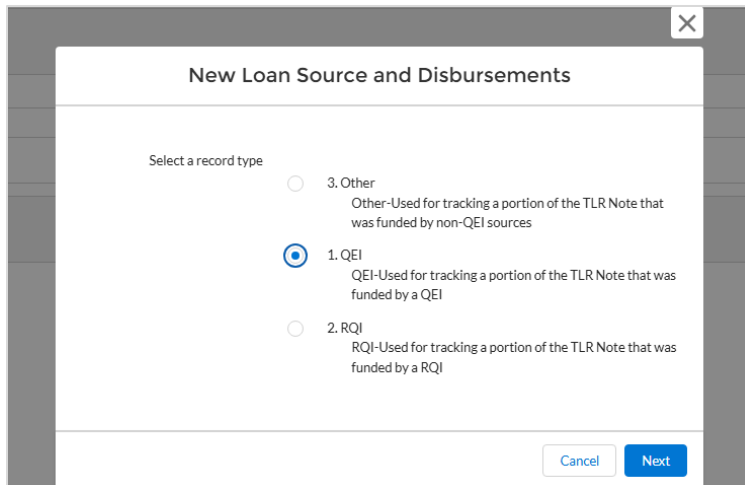 New Loan Source and Disbursements
Select a record type
3. Other
Other-Used for tracking a portion of the TLR Note that
was funded by non-QEI sources
1. QEI
QEI-Used for tracking a portion of the TLR Note that was
funded by a QEI
2. RQI
RQI-Used for tracking a portion of the TLR Note that was
funded by a RQI
Cancel Next